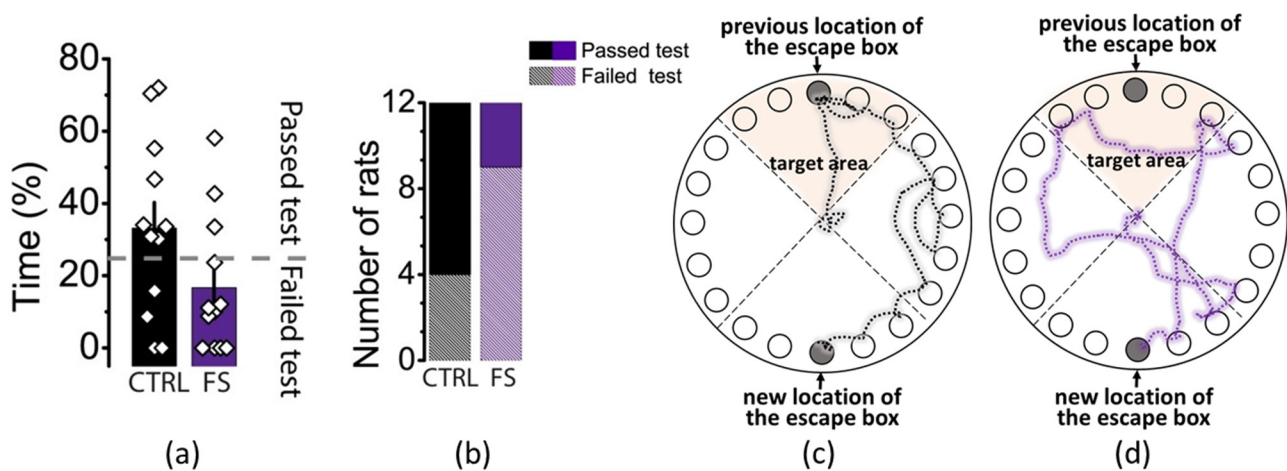 80
60
40
20
0
Time (%)
Passed test
Failed test
CTRL
FS
(a)
Passed test
Failed test
12
8
4
0
Number of rats
CTRL
FS
(b)
previous location of
the escape box
target area
new location of
the escape box
(c)
previous location of
the escape box
target area
new location of
the escape box
(d)